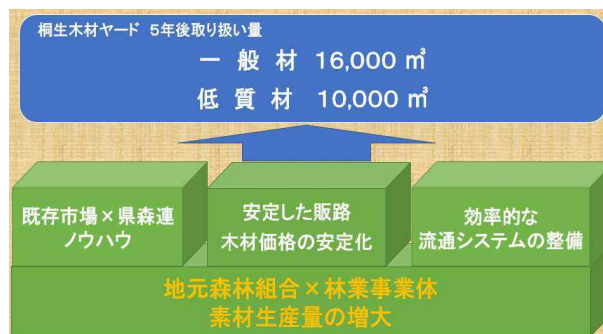 桐生木材ヤード 5年後取り扱い量
一般材 16,000 ㎥
低質材 10,000 ㎥
既存市場×県森連
ノウハウ
安定した販路
木材価格の安定化
効率的な
流通システムの整備
地元森林組合×林業事業体
素材生産量の増大